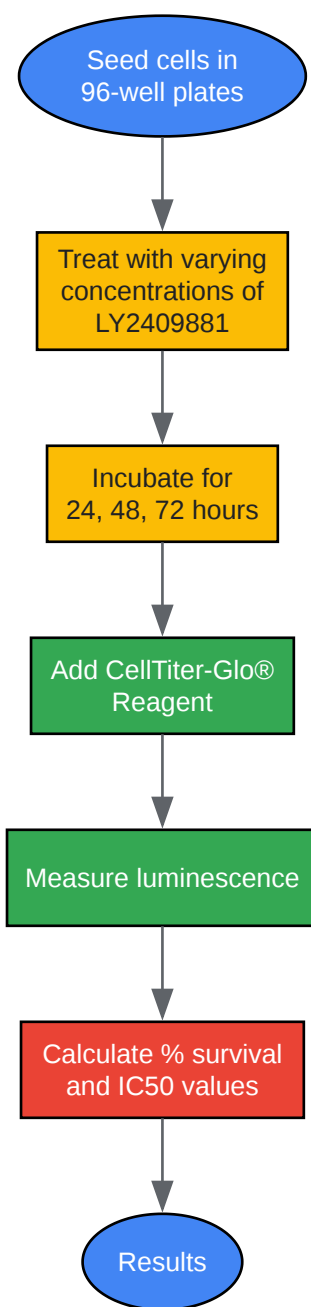 Seed cells in
96-well plates
Treat with varying
concentrations of
LY2409881
Incubate for
24, 48, 72 hours
Add CellTiter-Glo®
Reagent
Measure luminescence
Calculate % survival
and IC50 values
Results